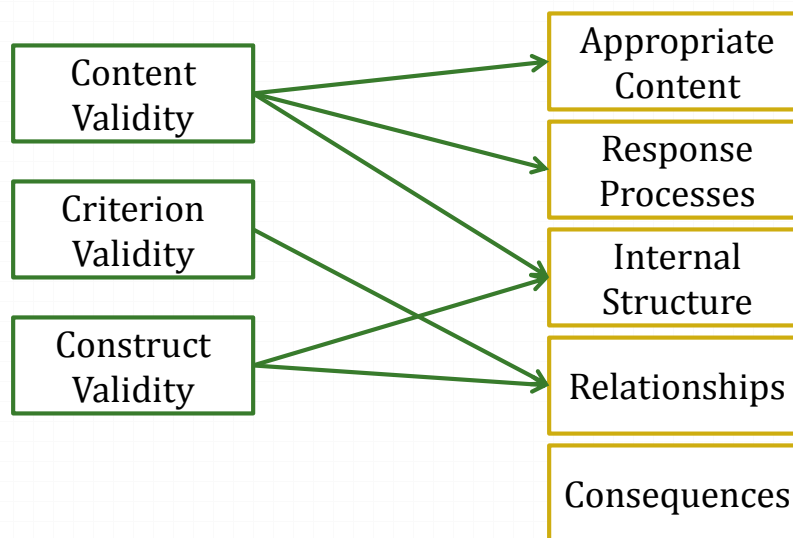 Content
Validity
Criterion
Validity
Construct
Validity
Appropriate
Content
Response
Processes
Internal
Structure
Relationships
Consequences